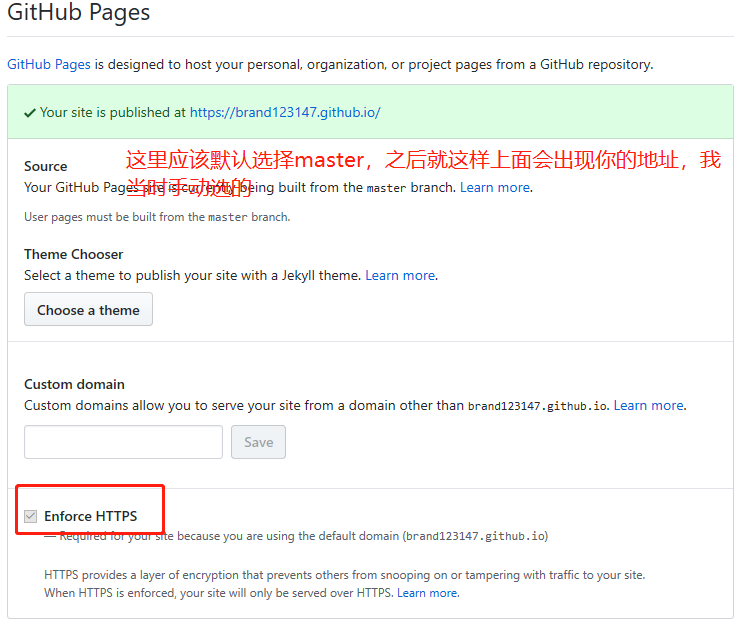 GitHub Pages
GitHub Pages is designed to host your personal, organization, or project pages from a GitHub repository.
Your site is published at https://brand123147.github.io/
这里应该默认选择master，之后就这样上面会出现你的地址，我
当时手动选的
Source
Your GitHub Pages site is currently being built from the master branch. Learn more.
User pages must be built from the master branch.
Theme Chooser
Select a theme to publish your site with a Jekyll theme. Learn more.
Choose a theme
Custom domain
Custom domains allow you to serve your site from a domain other than brand123147.github.io. Learn more.
Save
Enforce HTTPS
— Required for your site because you are using the default domain (brand123147.github.io)
HTTPS provides a layer of encryption that prevents others from snooping on or tampering with traffic to your site.
When HTTPS is enforced, your site will only be served over HTTPS. Learn more.